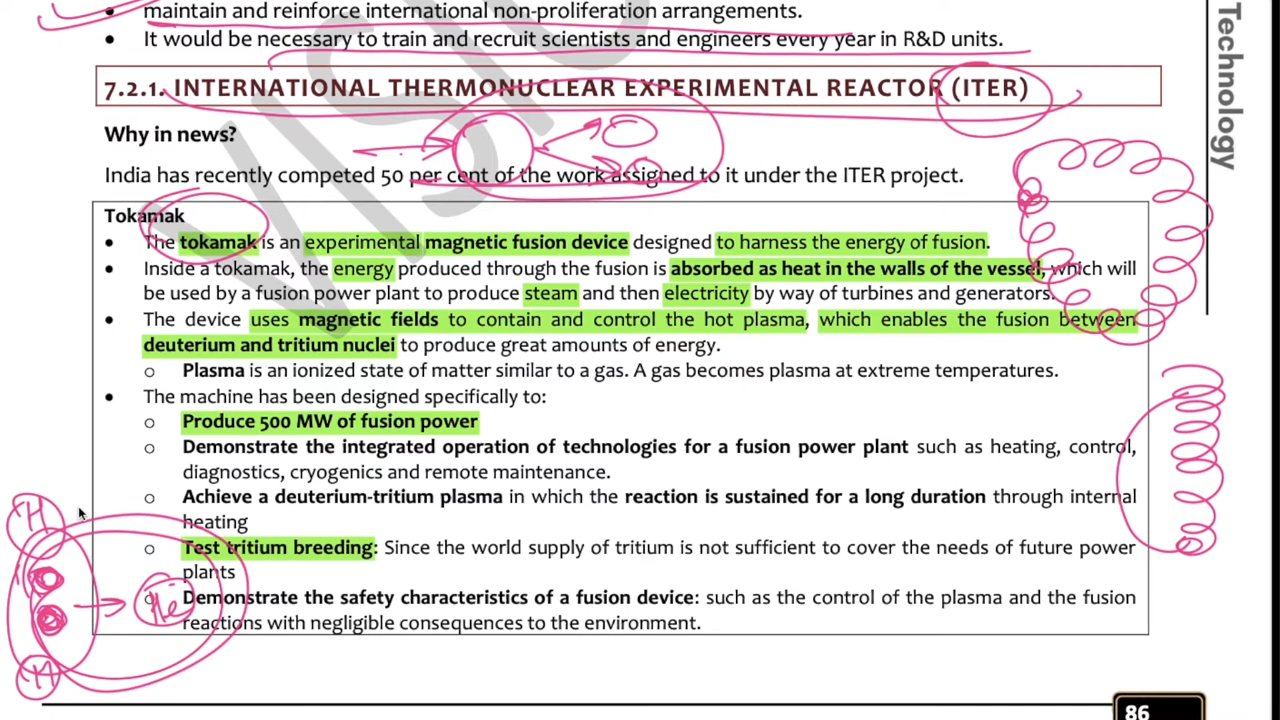 maintain and reinforce international non-proliferation arrangements.
• It would be necessary to train and recruit scientists and engineers every year in R&D units.
7.2.1. INTERNATIONAL THERMONUCLEAR EXPERIMENTAL REACTOR (ITER)
Why in news?
India has recently competed 50 per cent of the work assigned to it under the ITER project.
Tokamak
• The tokamak is an experimental magnetic fusion device designed to harness the energy of fusion.
• Inside a tokamak, the energy produced through the fusion is absorbed as heat in the walls of the vessel, which will
be used by a fusion power plant to produce steam and then electricity by way of turbines and generators.
• The device uses magnetic fields to contain and control the hot plasma, which enables the fusion between
deuterium and tritium nuclei to produce great amounts of energy.
o Plasma is an ionized state of matter similar to a gas. A gas becomes plasma at extreme temperatures.
• The machine has been designed specifically to:
o Produce 500 MW of fusion power
o Demonstrate the integrated operation of technologies for a fusion power plant such as heating, control,
diagnostics, cryogenics and remote maintenance.
o Achieve a deuterium-tritium plasma in which the reaction is sustained for a long duration through internal
heating
o Test tritium breeding: Since the world supply of tritium is not sufficient to cover the needs of future power
plants
o Demonstrate the safety characteristics of a fusion device: such as the control of the plasma and the fusion
reactions with negligible consequences to the environment.
H
He
H
Technology
86
VISI